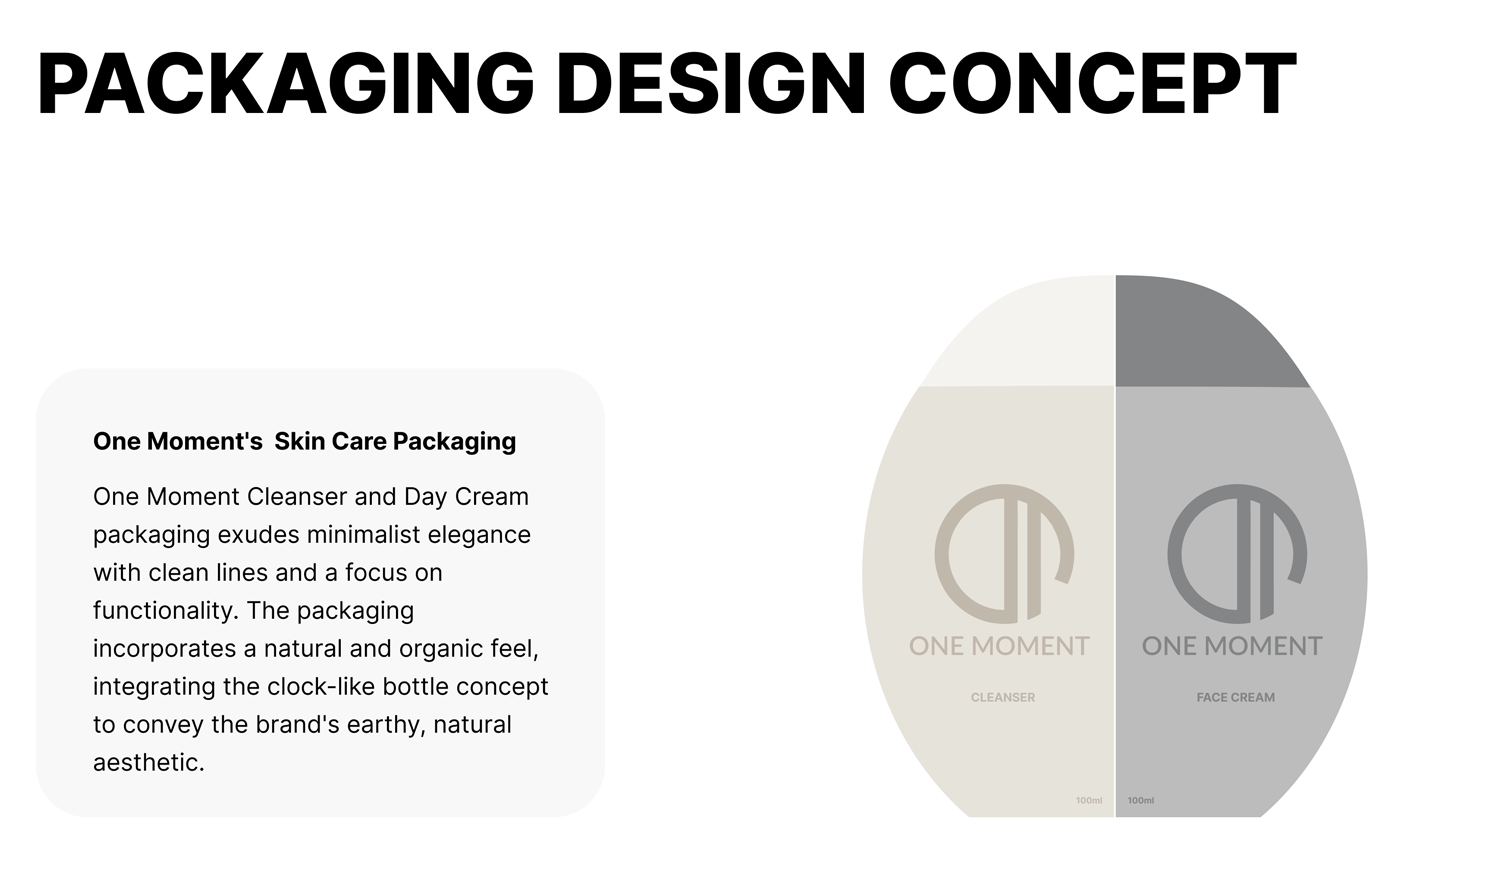 PACKAGING DESIGN CONCEPT
One Moment's  Skin Care Packaging
One Moment Cleanser and Day Cream
packaging exudes minimalist elegance
with clean lines and a focus on
functionality. The packaging
incorporates a natural and organic feel,
integrating the clock-like bottle concept
to convey the brand's earthy, natural
aesthetic.
ONE MOMENT
CLEANSER
100ml
ONE MOMENT
FACE CREAM
100ml